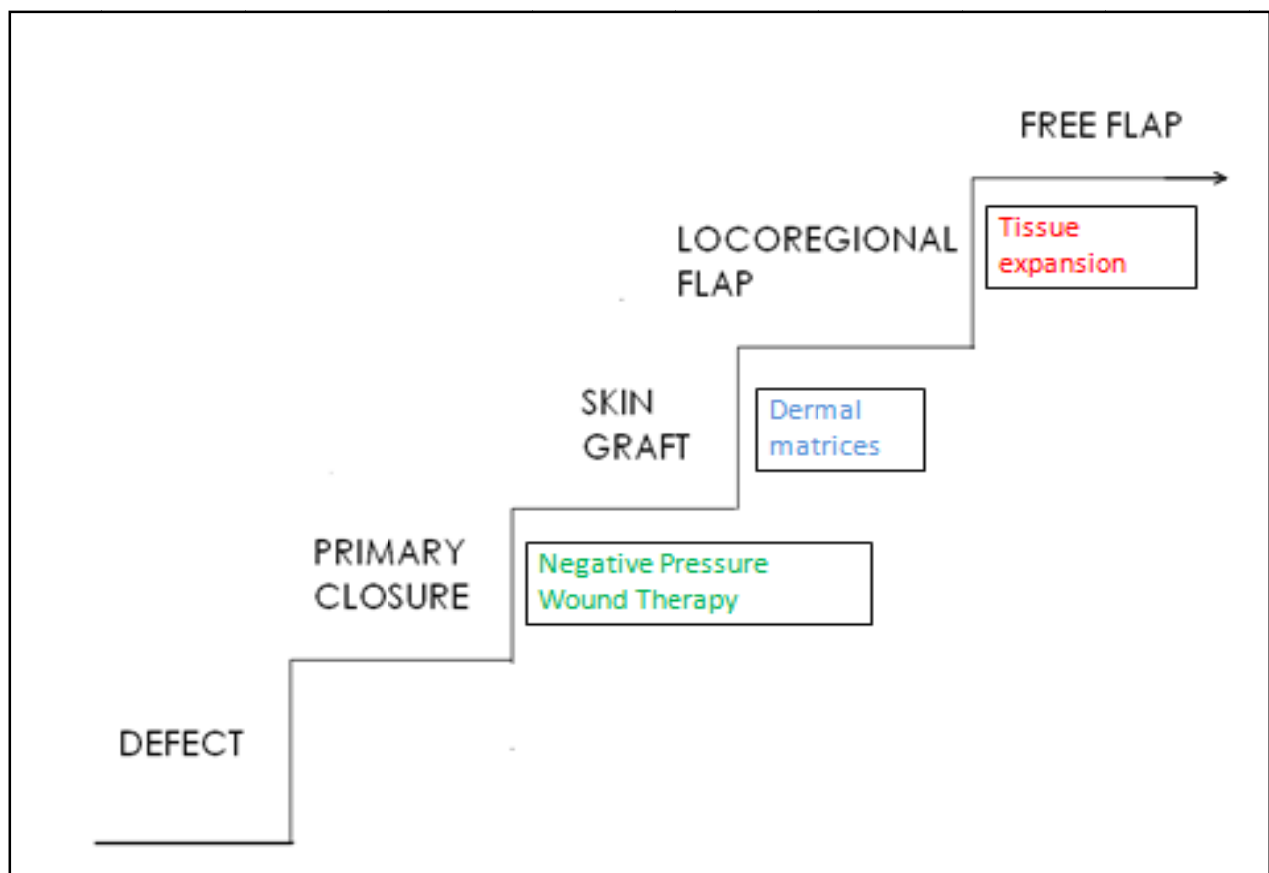 FREE FLAP
Tissue
expansion
LOCOREGIONAL
FLAP
Dermal
matrices
SKIN
GRAFT
Negative Pressure
Wound Therapy
PRIMARY
CLOSURE
DEFECT